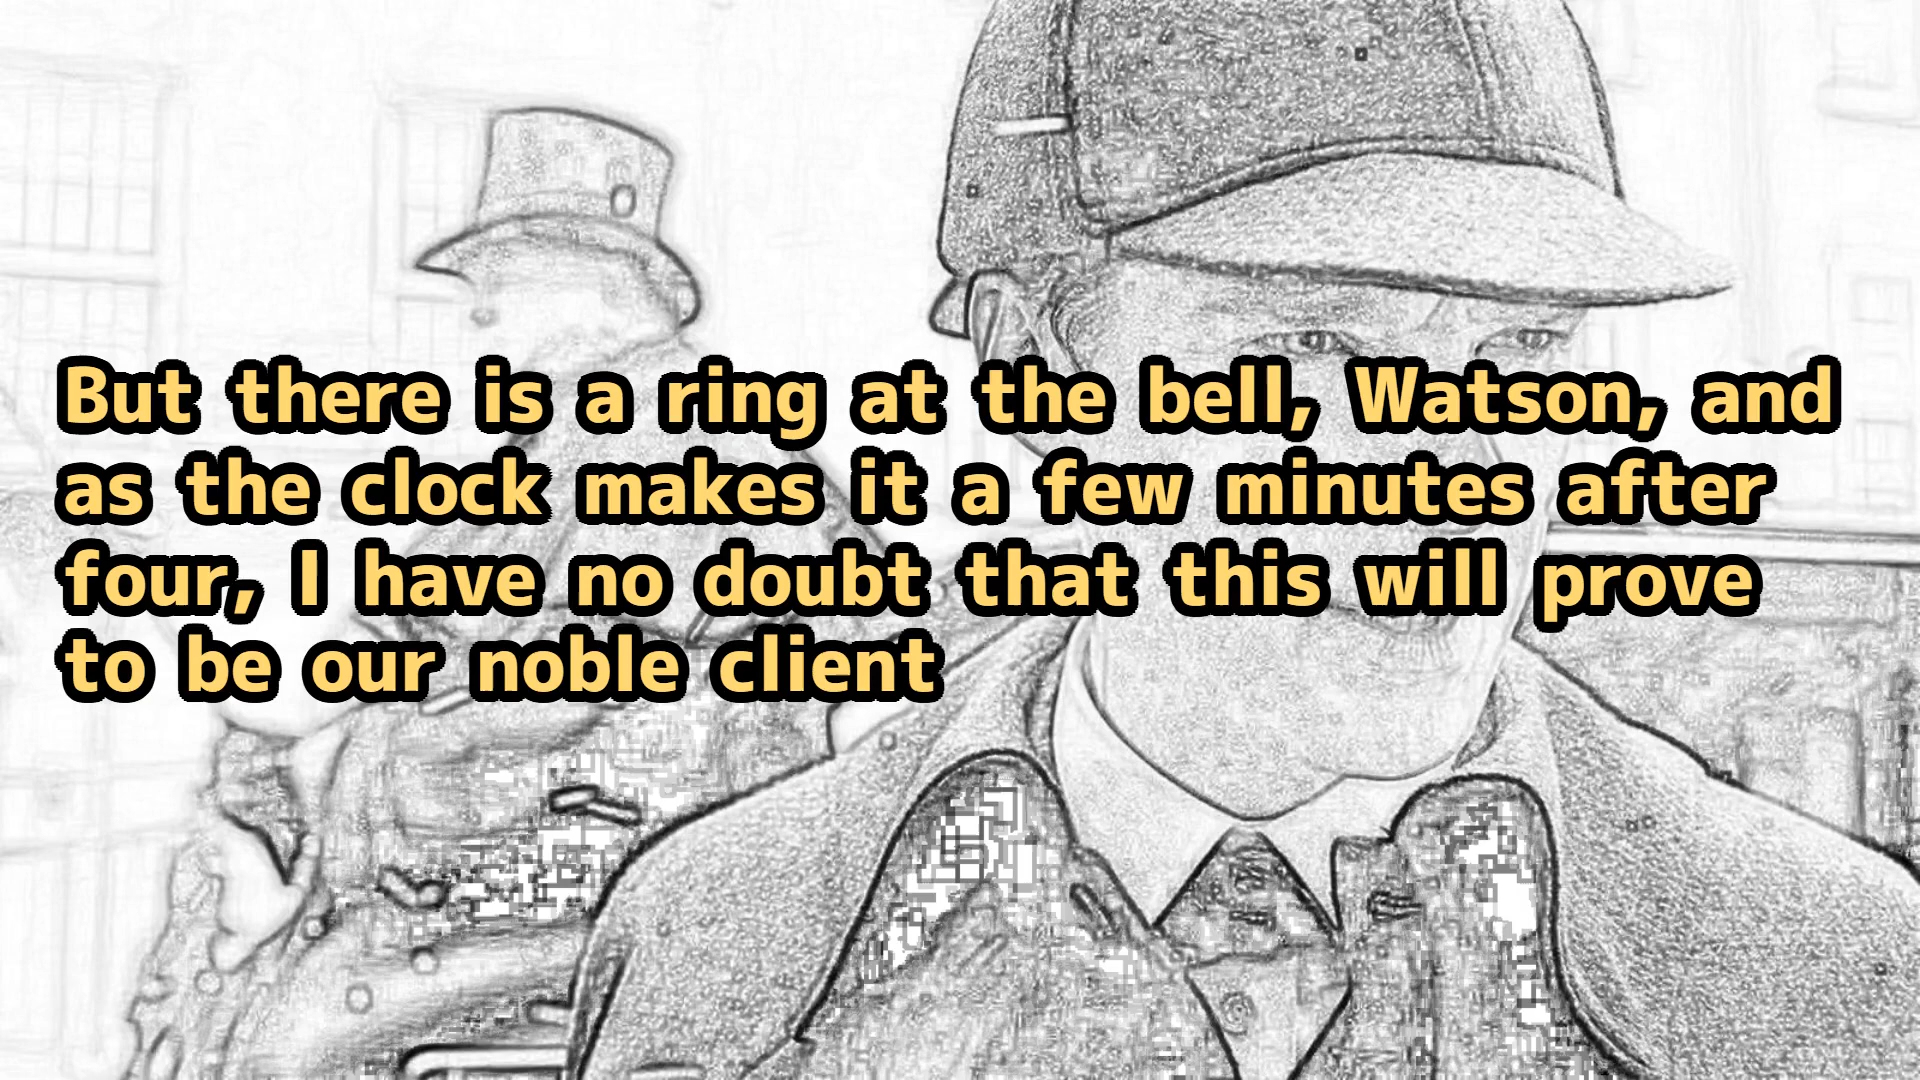 But there is a ring at the bell, Watson, and
as the clock makes it a few minutes after
four, I have no doubt that this will prove
to be our noble client